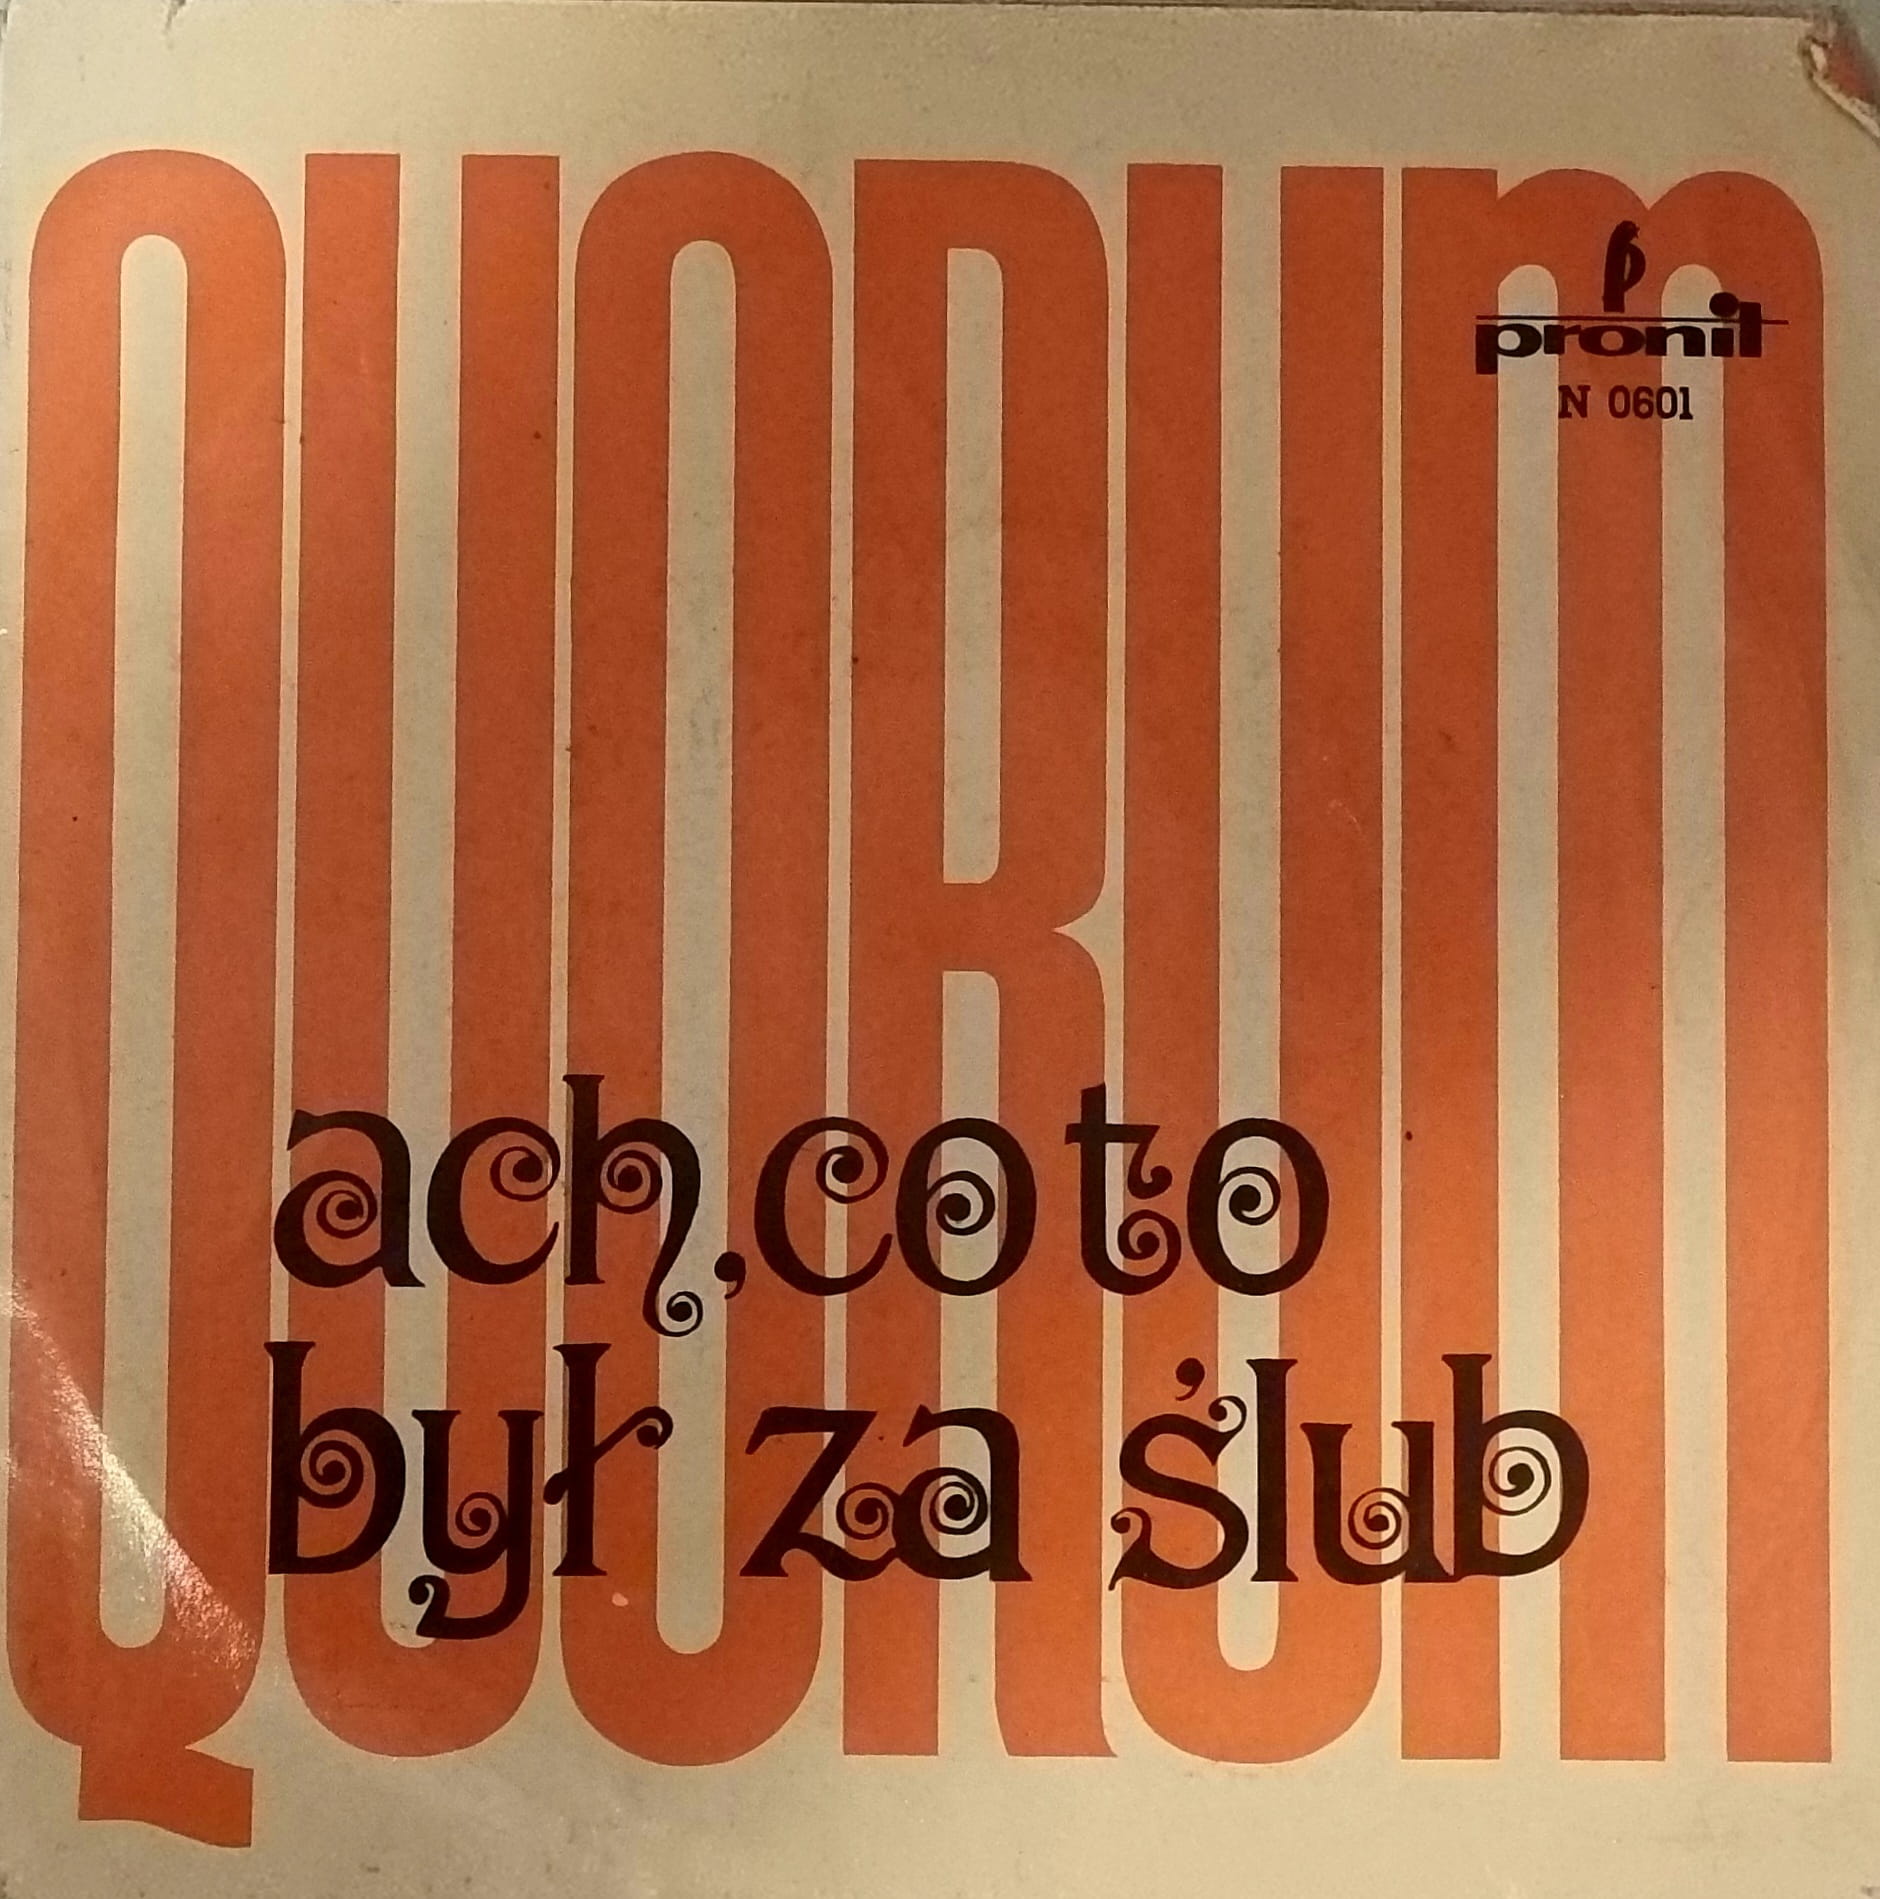 QUORUM
pronit
N 0601
ach, co to
był za ślub